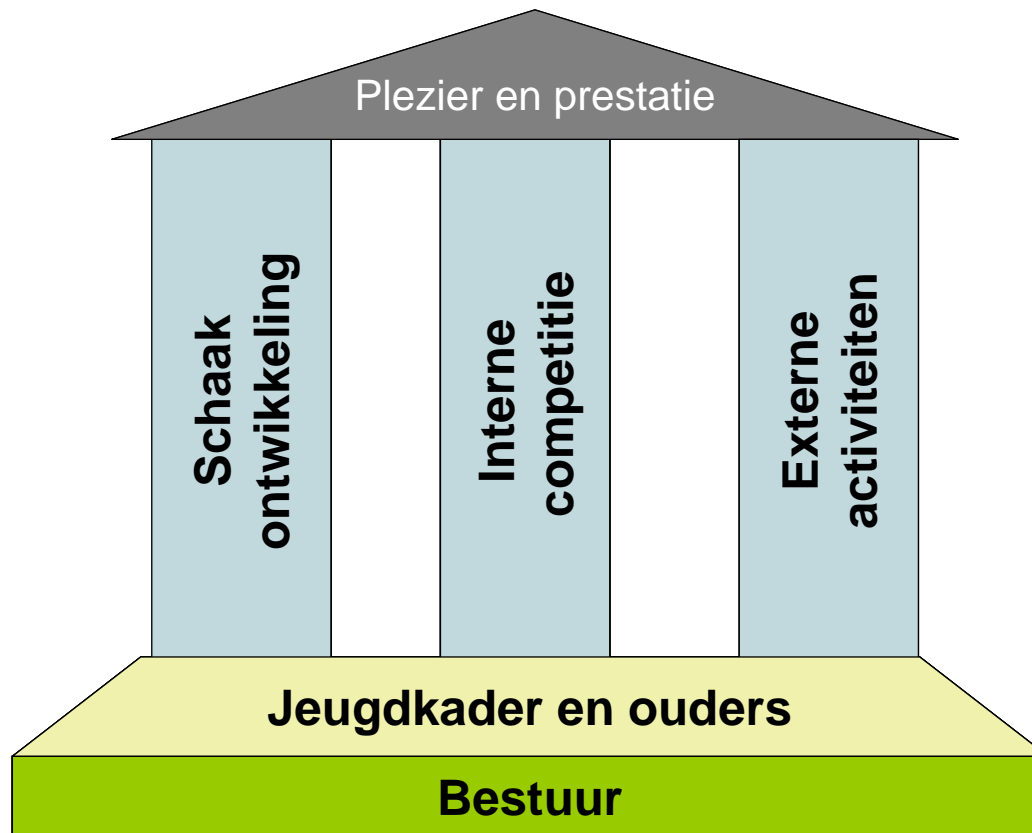 Plezier en prestatie
Schaak
ontwikkeling
Interne
competitie
Externe
activiteiten
Jeugdkader en ouders
Bestuur